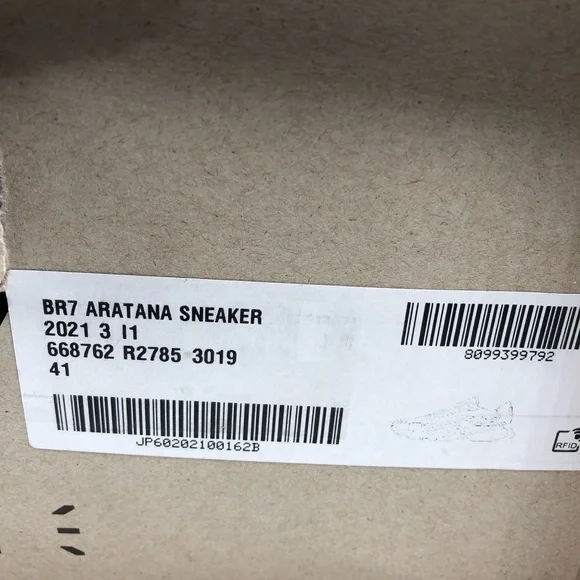 BR7 ARATANA SNEAKER
2021 3 I1
668762 R2785 3019
41
JP60202100162B
8099399792
RFID